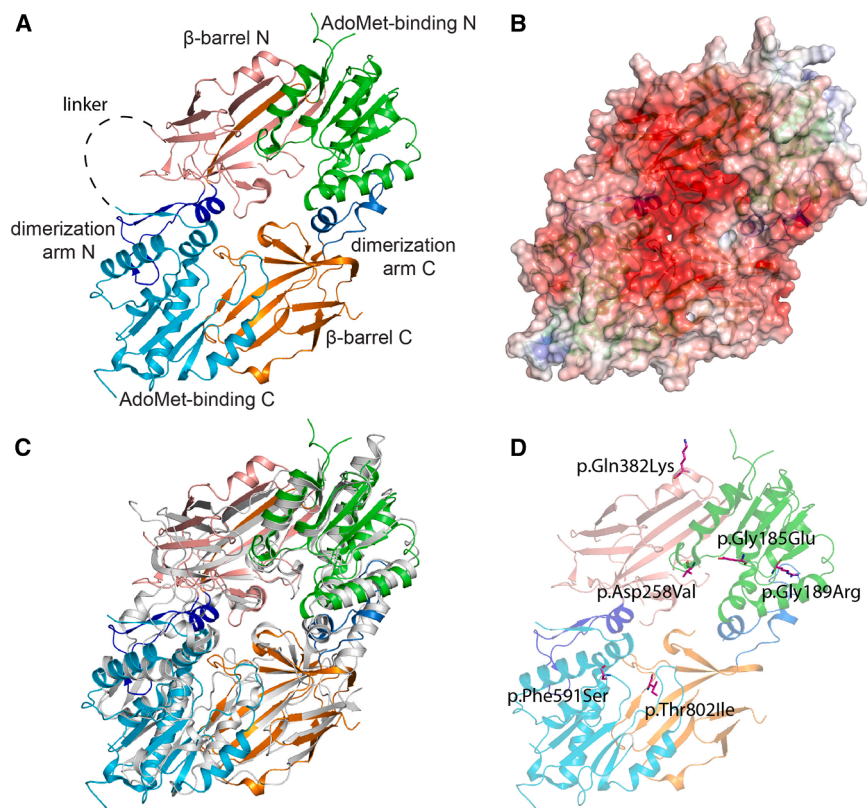 A
β-barrel N
AdoMet-binding N
linker
dimerization
arm N
dimerization
arm C
β-barrel C
AdoMet-binding C
B
C
D
p.Gln382Lys
p.Gly185Glu
p.Asp258Val
p.Gly189Arg
p.Phe591Ser
p.Thr802Ile